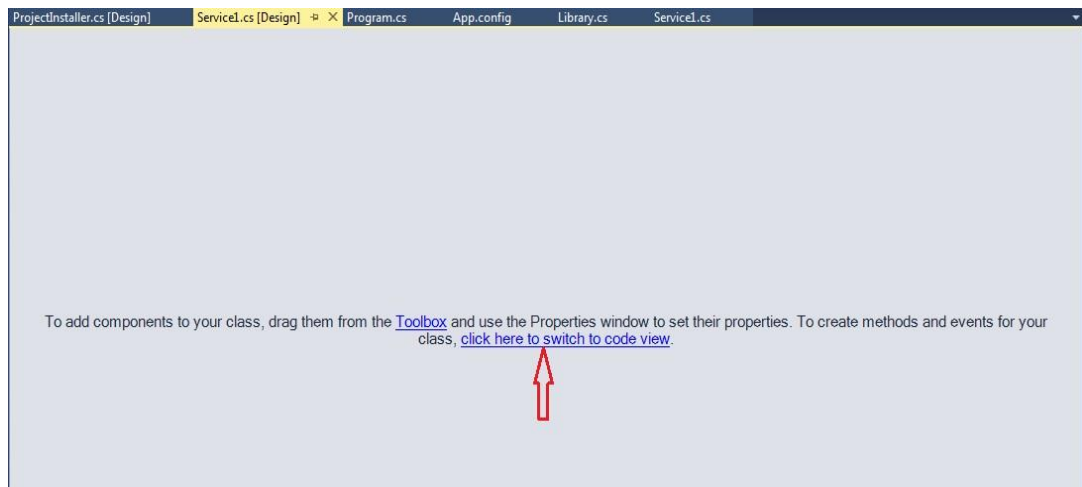 ProjectInstaller.cs [Design] Service1.cs [Design] Program.cs App.config Library.cs Service1.cs
To add components to your class, drag them from the Toolbox and use the Properties window to set their properties. To create methods and events for your
class, click here to switch to code view.